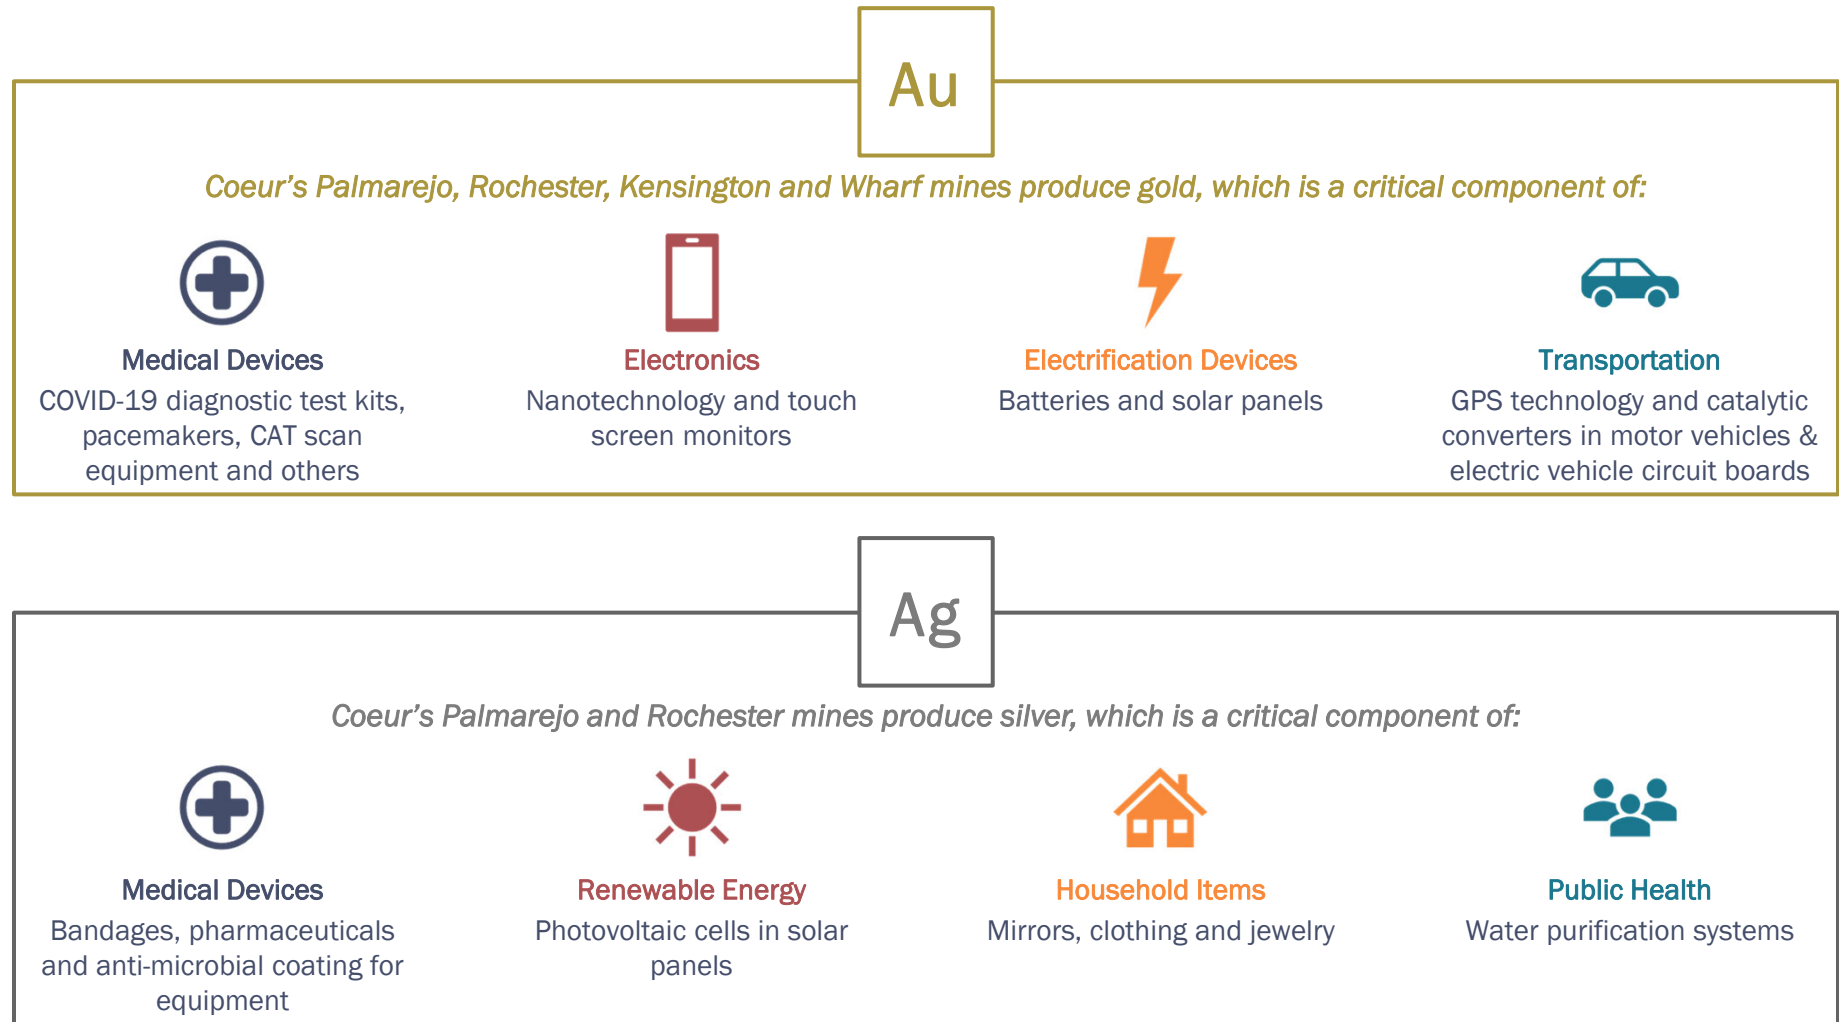 Au
Coeur's Palmarejo, Rochester, Kensington and Wharf mines produce gold, which is a critical component of:
Medical Devices
COVID-19 diagnostic test kits,
pacemakers, CAT scan
equipment and others
Electronics
Nanotechnology and touch
screen monitors
Electrification Devices
Batteries and solar panels
Transportation
GPS technology and catalytic
converters in motor vehicles &
electric vehicle circuit boards
Ag
Coeur's Palmarejo and Rochester mines produce silver, which is a critical component of:
Medical Devices
Bandages, pharmaceuticals
and anti-microbial coating for
equipment
Renewable Energy
Photovoltaic cells in solar
panels
Household Items
Mirrors, clothing and jewelry
Public Health
Water purification systems